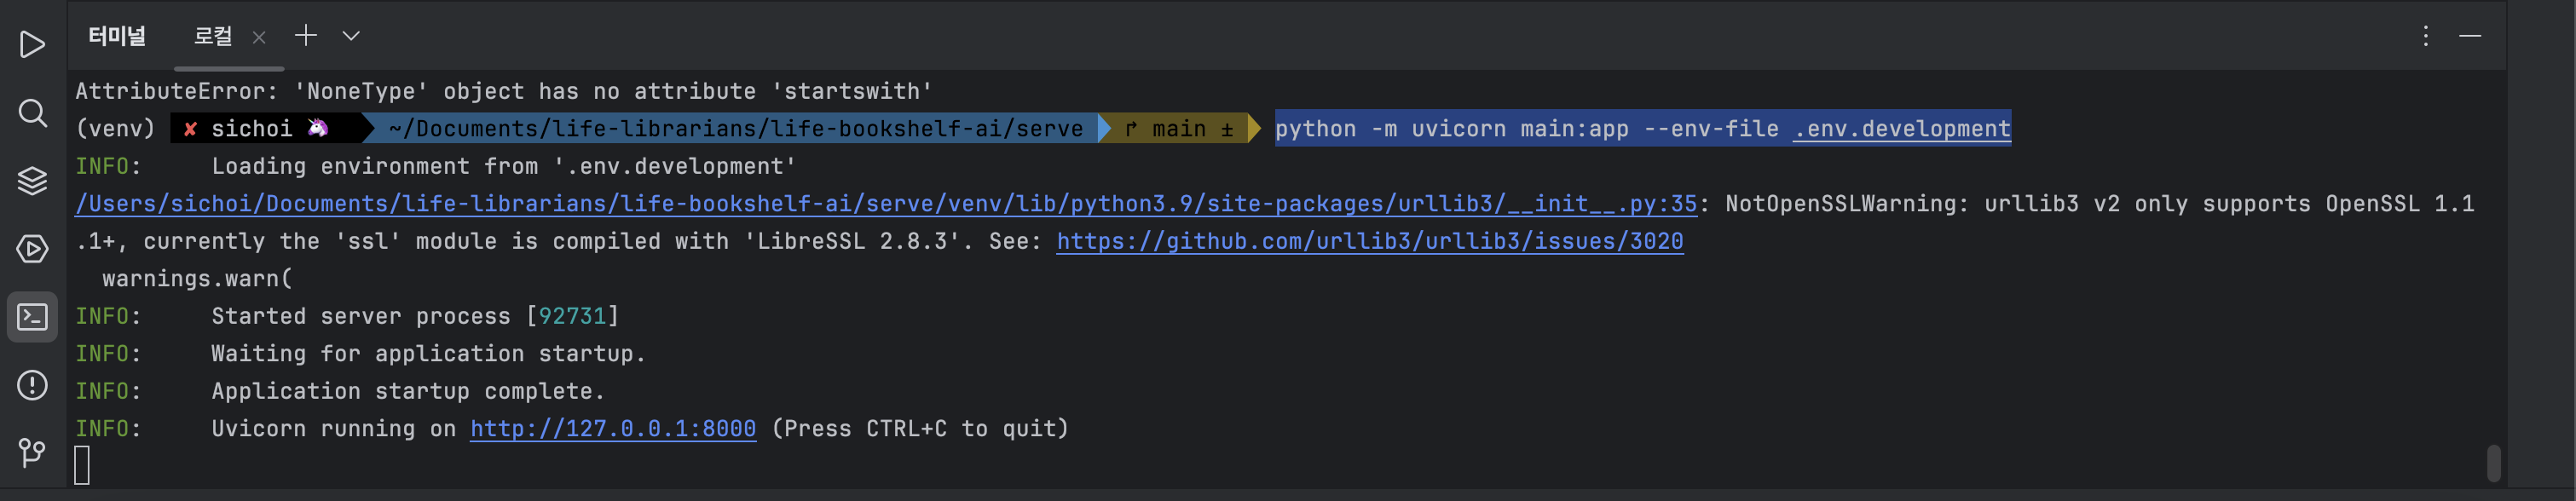 터미널 로컬
AttributeError: 'NoneType' object has no attribute 'startswith'
(venv) ✘ sichoi 🦄 ~/Documents/life-librarians/life-bookshelf-ai/serve ↱ main ± python -m uvicorn main:app --env-file .env.development
INFO: Loading environment from '.env.development'
/Users/sichoi/Documents/life-librarians/life-bookshelf-ai/serve/venv/lib/python3.9/site-packages/urllib3/__init__.py:35: NotOpenSSLWarning: urllib3 v2 only supports OpenSSL 1.1
.1+, currently the 'ssl' module is compiled with 'LibreSSL 2.8.3'. See: https://github.com/urllib3/urllib3/issues/3020
warnings.warn(
INFO: Started server process [92731]
INFO: Waiting for application startup.
INFO: Application startup complete.
INFO: Uvicorn running on http://127.0.0.1:8000 (Press CTRL+C to quit)